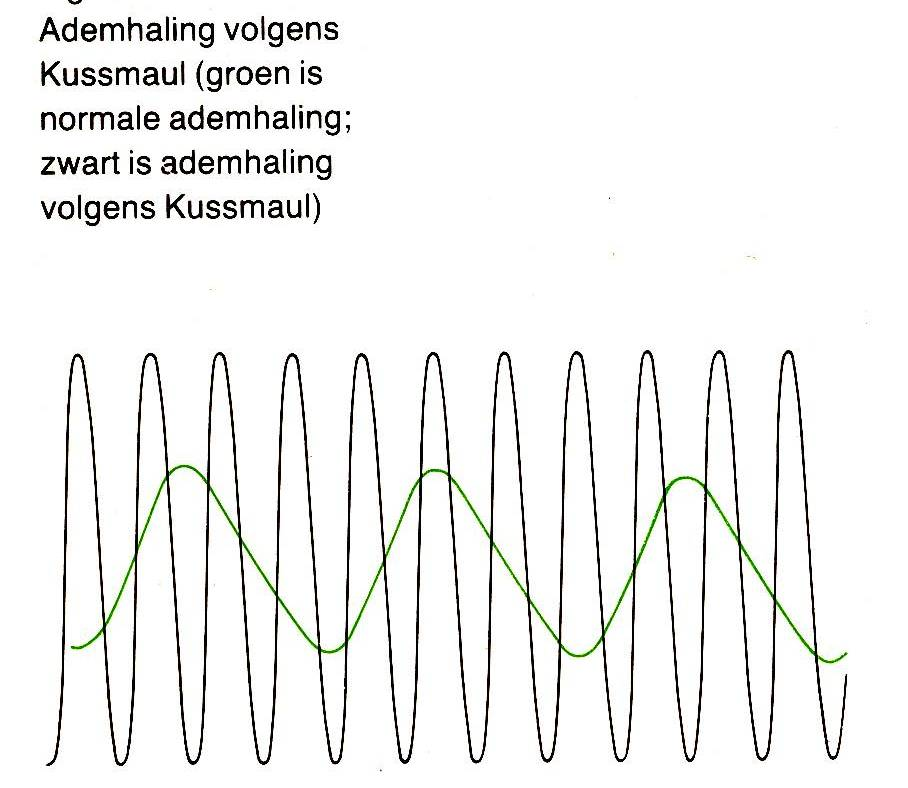 Ademhaling volgens
Kussmaul (groen is
normale ademhaling;
zwart is ademhaling
volgens Kussmaul)